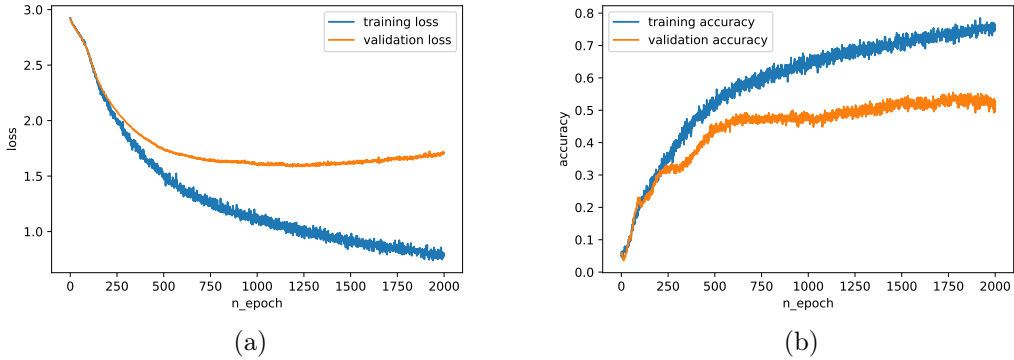 3.0
2.5
2.0
1.5
1.0
loss
training loss
validation loss
0 250 500 750 1000 1250 1500 1750 2000
n_epoch
(a)
0.8
0.7
0.6
0.5
0.4
0.3
0.2
0.1
0.0
accuracy
training accuracy
validation accuracy
0 250 500 750 1000 1250 1500 1750 2000
n_epoch
(b)